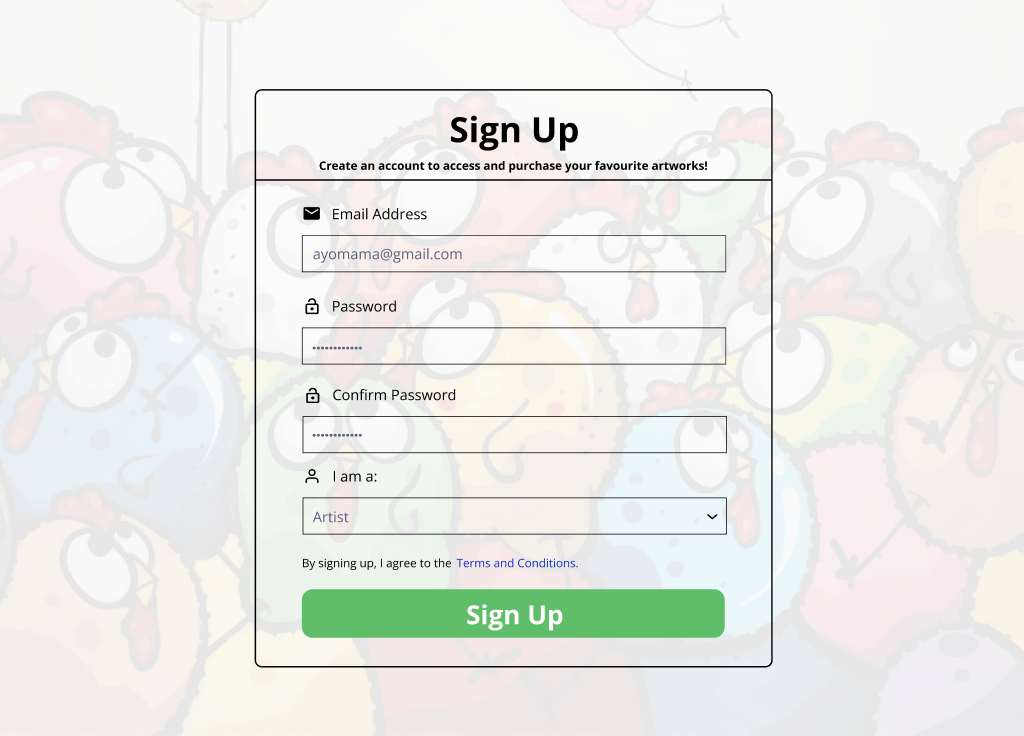 Sign Up
Create an account to access and purchase your favourite artworks!
Email Address
ayomama@gmail.com
Password
••••••••••••
Confirm Password
••••••••••••
I am a:
Artist
By signing up, I agree to the Terms and Conditions.
Sign Up